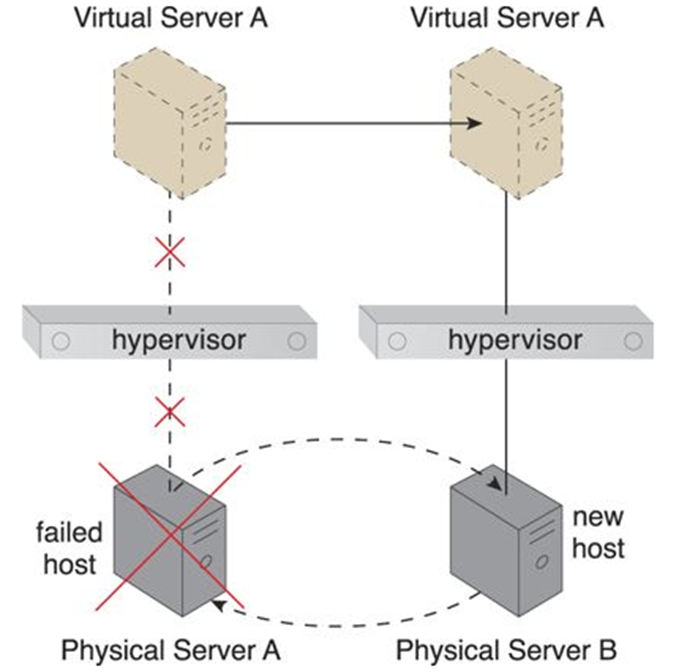 Virtual Server A
Virtual Server A
hypervisor
hypervisor
failed
host
new
host
Physical Server A
Physical Server B